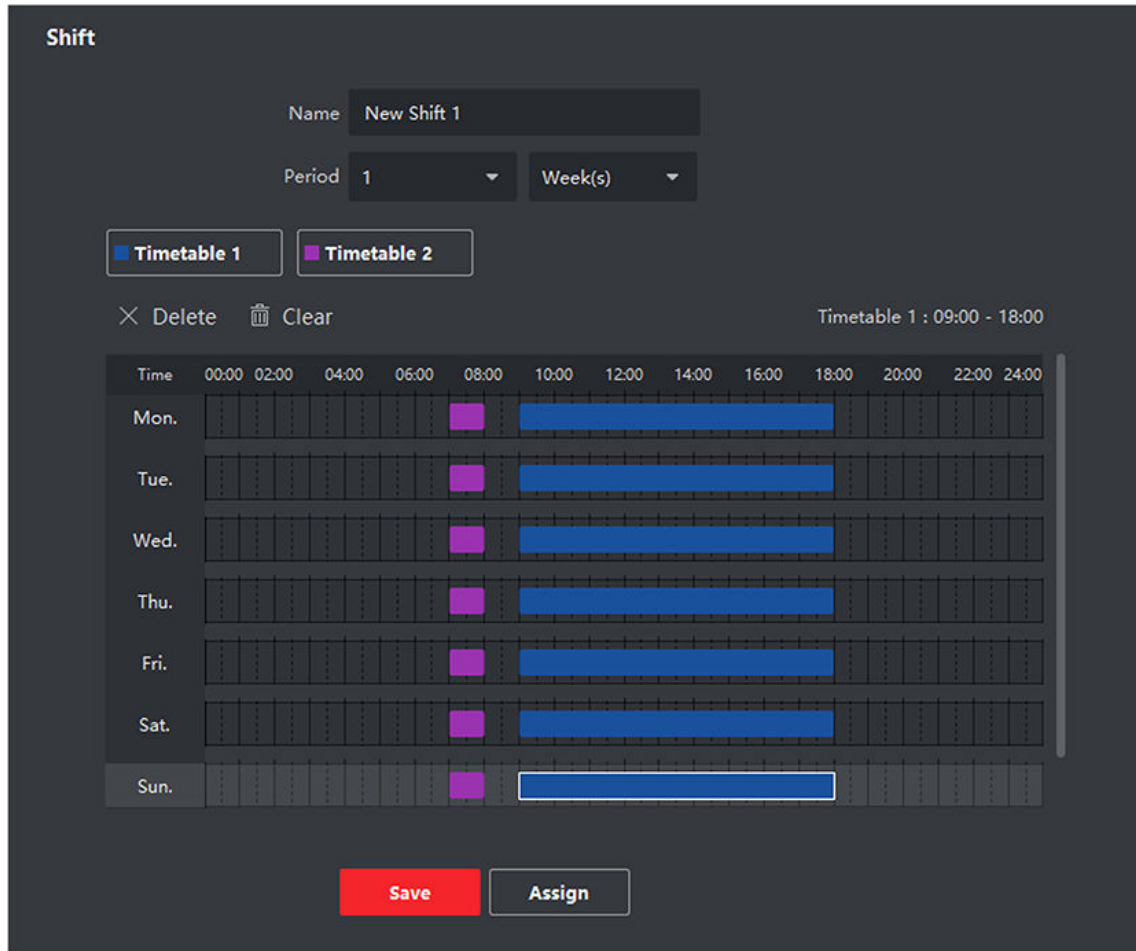 Shift
Name New Shift 1
Period 1 Week(s)
Timetable 1 Timetable 2
Delete Clear Timetable 1 : 09:00 - 18:00
Time 00:00 02:00 04:00 06:00 08:00 10:00 12:00 14:00 16:00 18:00 20:00 22:00 24:00
Mon.
Tue.
Wed.
Thu.
Fri.
Sat.
Sun.
Save Assign